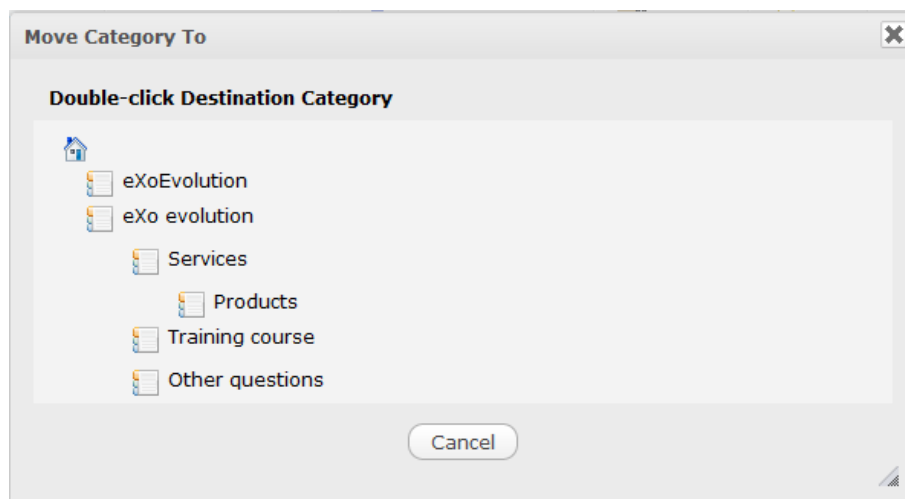 Move Category To
Double-click Destination Category
eXoEvolution
eXo evolution
Services
Products
Training course
Other questions
Cancel